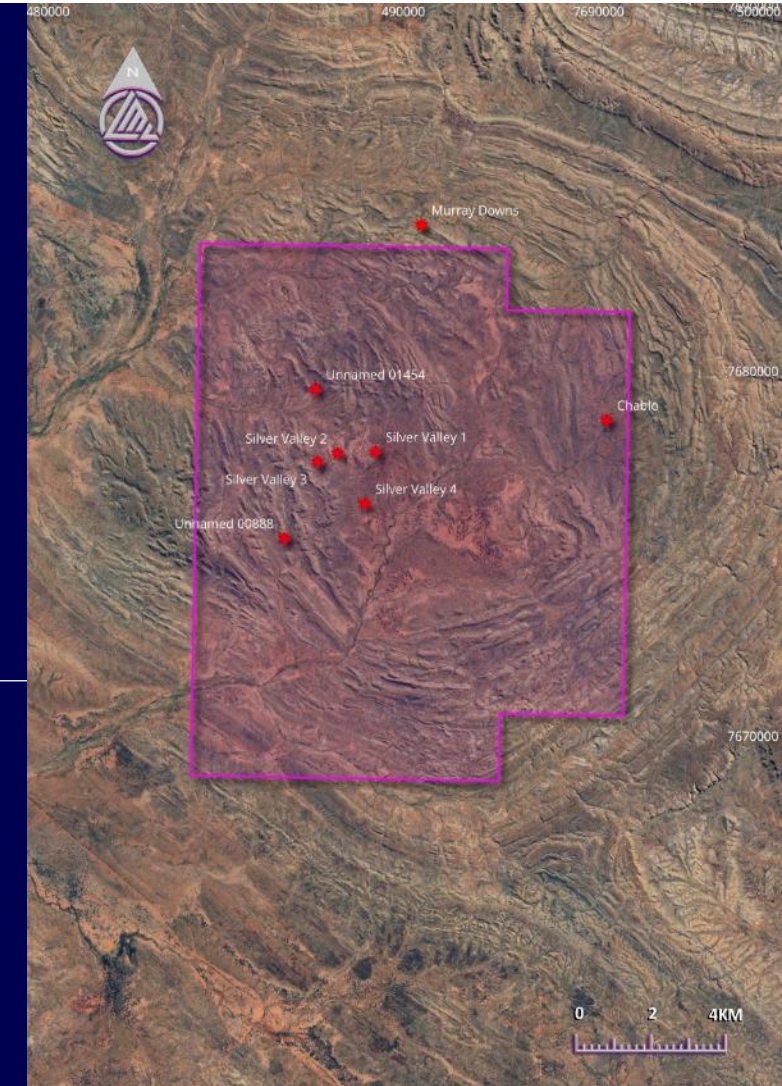 480000
490000
7690000
500000
N
Murray Downs
Unnamed 01454
7680000
Chablo
Silver Valley 2
Silver Valley 1
Silver Valley 3
Silver Valley 4
Unnamed 00888
7670000
0 2 4KM